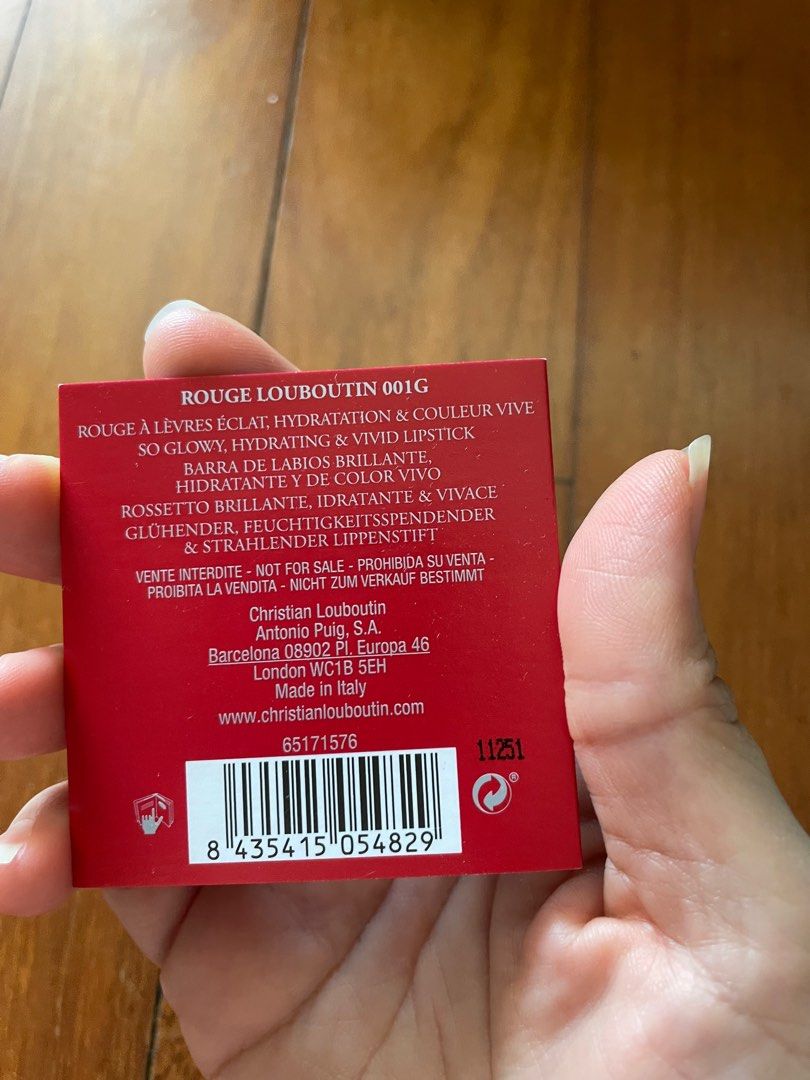 ROUGE LOUBOUTIN 001G
ROUGE À LÈVRES ÉCLAT, HYDRATATION & COULEUR VIVE
SO GLOWY, HYDRATING & VIVID LIPSTICK
BARRA DE LABIOS BRILLANTE,
HIDRATANTE Y DE COLOR VIVO
ROSSETTO BRILLANTE, IDRATANTE & VIVACE
GLÜHENDER, FEUCHTIGKEITSSPENDENDER
& STRAHLENDER LIPPENSTIFT
VENTE INTERDITE - NOT FOR SALE - PROHIBIDA SU VENTA -
PROIBITA LA VENDITA - NICHT ZUM VERKAUF BESTIMMT
Christian Louboutin
Antonio Puig, S.A.
Barcelona 08902 Pl. Europa 46
London WC1B 5EH
Made in Italy
www.christianlouboutin.com
65171576
11251
®
8 435415 054829